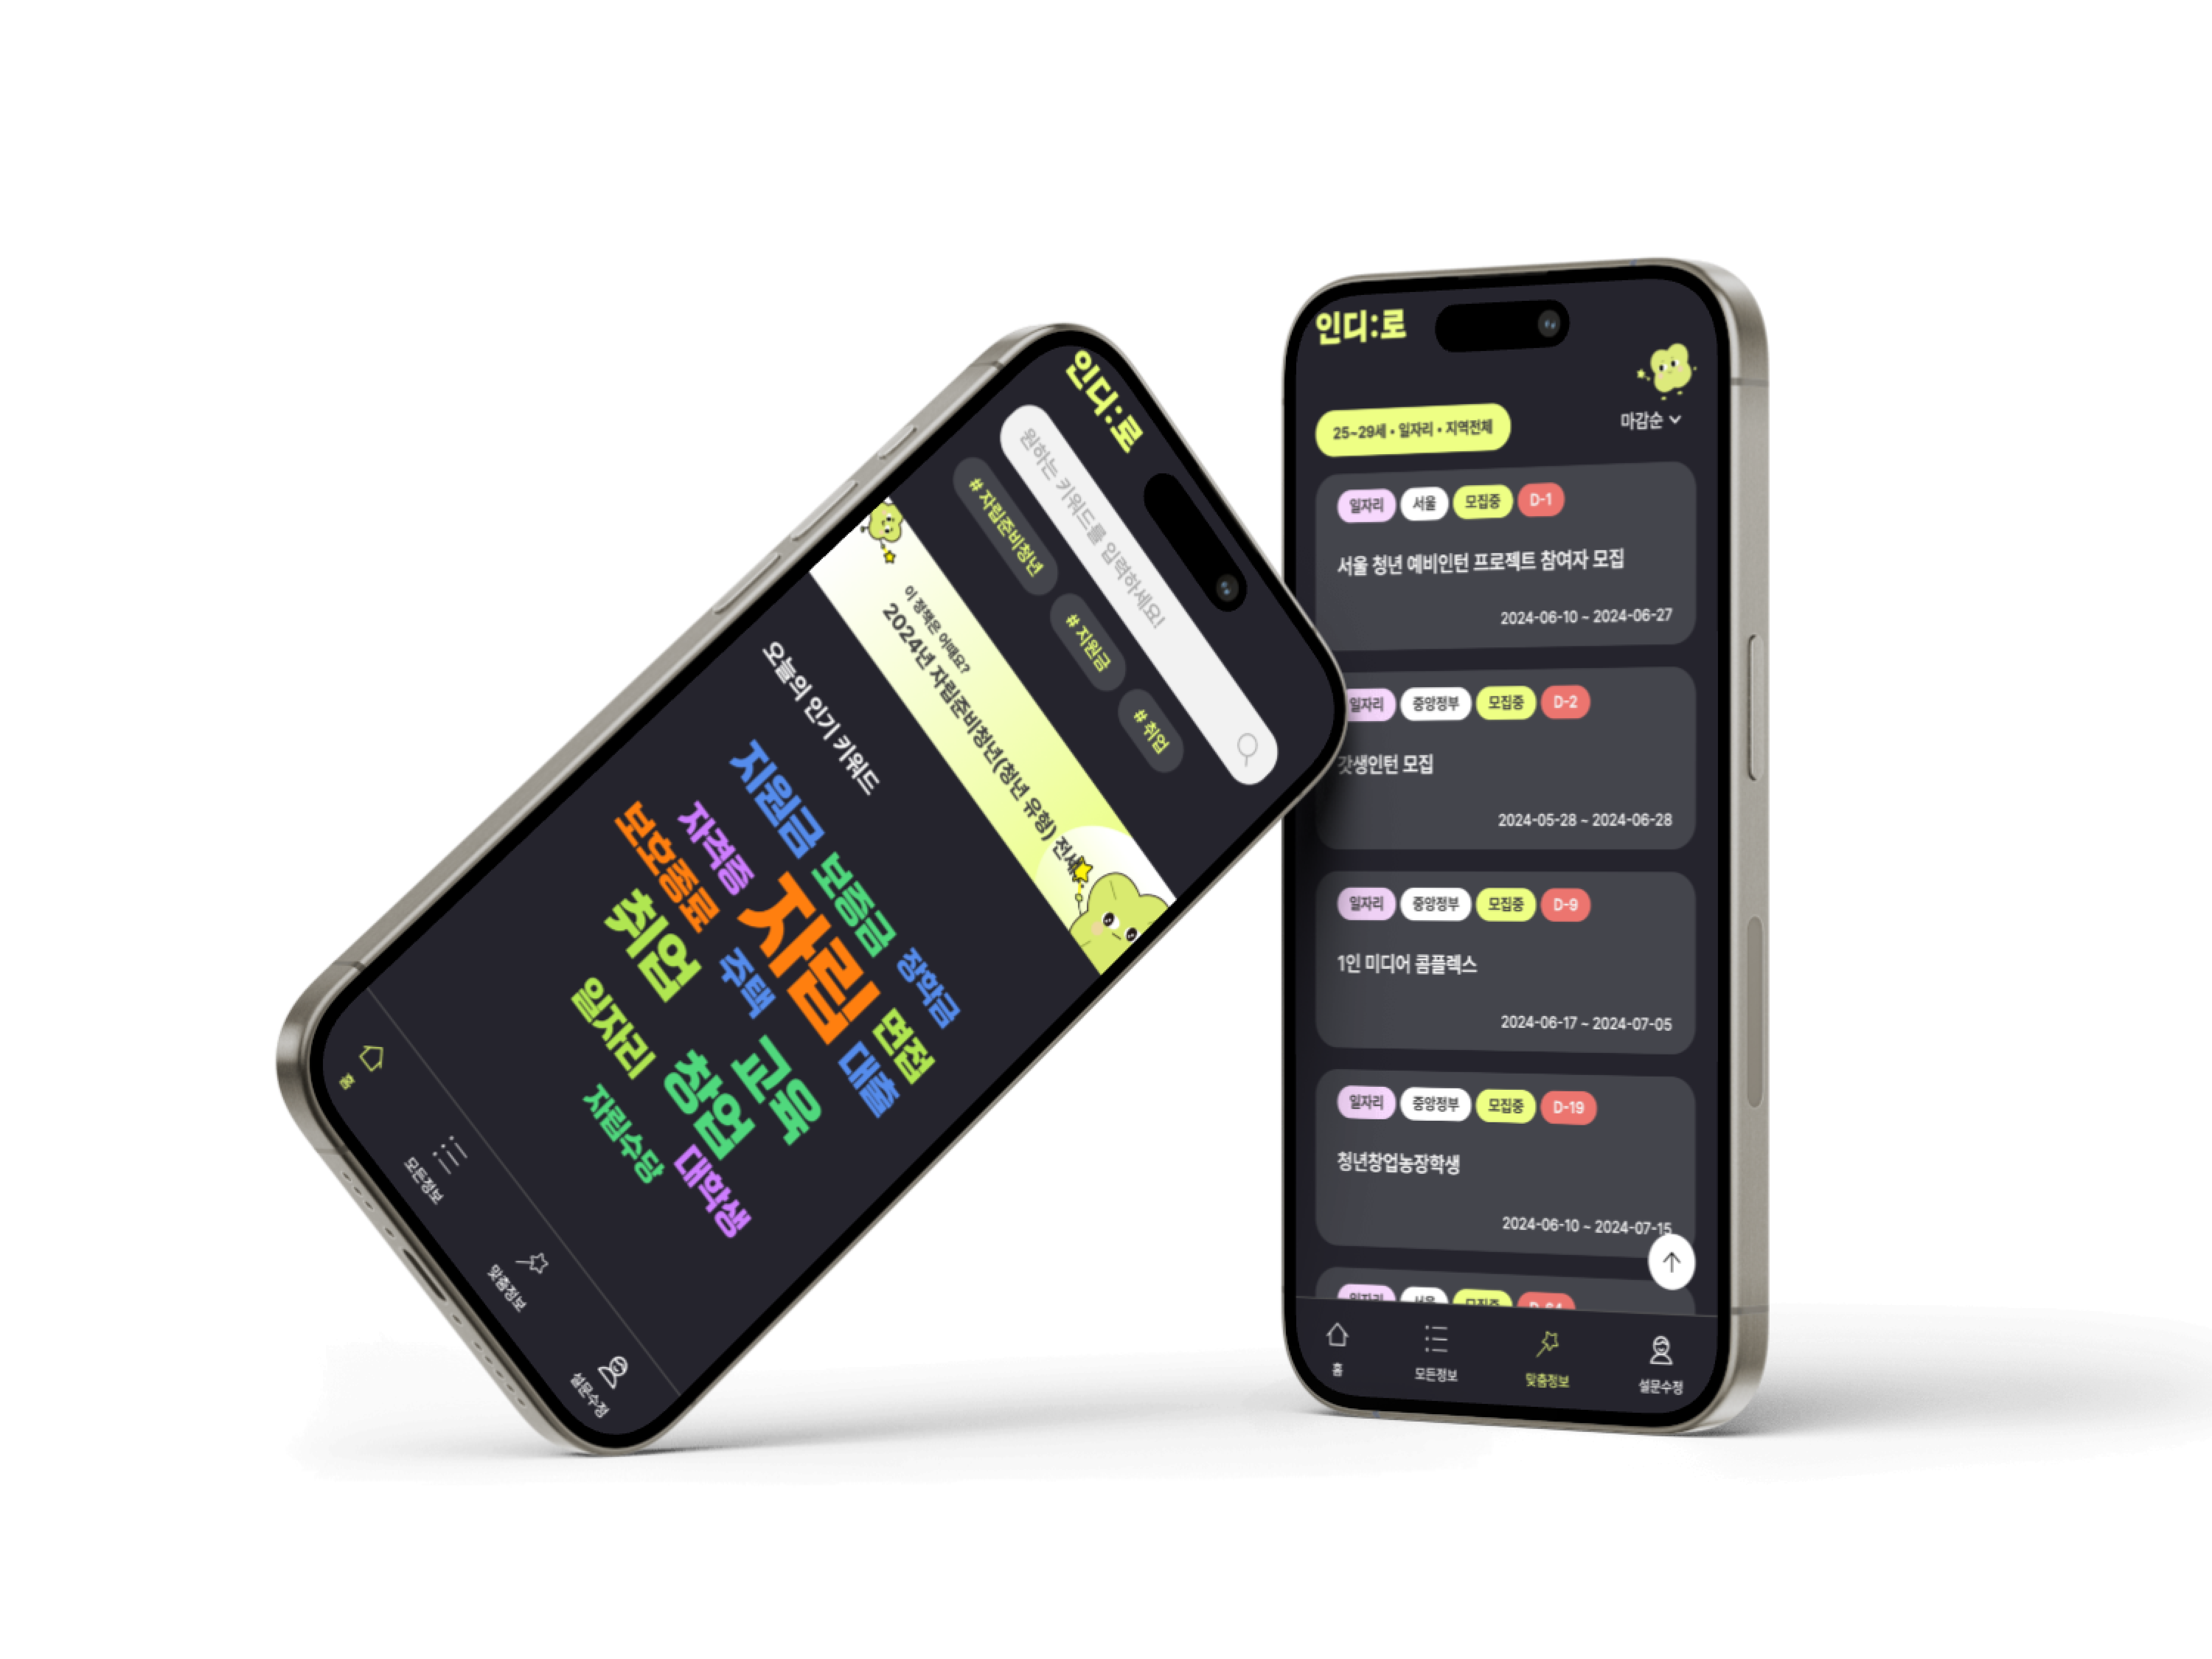 인디:로
원하는 키워드를 입력하세요!
# 자립준비청년
# 지원금
# 취업
이 정책은 어때요?
2024년 자립준비청년(청년 유형) 전세
오늘의 인기 키워드
지원금
자격증
보증금
보호종료
자립
장학금
취업
주택
면접
일자리
대출
교육
창업
자립수당
대학생
홈
모든정보
맞춤정보
설문수정
인디:로
25~29세 • 일자리 • 지역전체
마감순
일자리 서울 모집중 D-1
서울 청년 예비인턴 프로젝트 참여자 모집
2024-06-10 ~ 2024-06-27
일자리 중앙정부 모집중 D-2
갓생인턴 모집
2024-05-28 ~ 2024-06-28
일자리 중앙정부 모집중 D-9
1인 미디어 콤플렉스
2024-06-17 ~ 2024-07-05
일자리 중앙정부 모집중 D-19
청년창업농장학생
2024-06-10 ~ 2024-07-15
일자리 서울 모집중 D-64
홈
모든정보
맞춤정보
설문수정